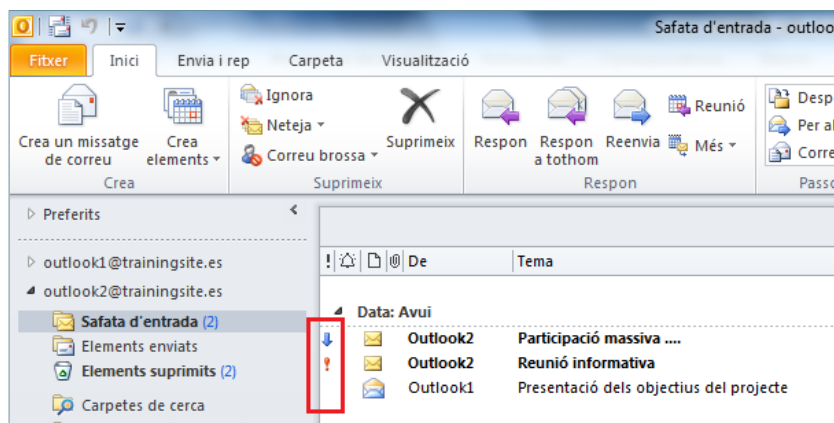 Safata d'entrada - outloo
Fitxer Inici Envia i rep Carpeta Visualització
Crea un missatge de correu
Crea elements
Crea
Ignora
Neteja
Correu brossa
Suprimeix
Suprimeix
Respon
Respon a tothom
Reenvia
Reunió
Més
Respon
Desp
Per al
Corre
Passo
Preferits
outlook1@trainingsite.es
outlook2@trainingsite.es
Safata d'entrada (2)
Elements enviats
Elements suprimits (2)
Carpetes de cerca
! De Tema
Data: Avui
Outlook2 Participació massiva ....
Outlook2 Reunió informativa
Outlook1 Presentació dels objectius del projecte